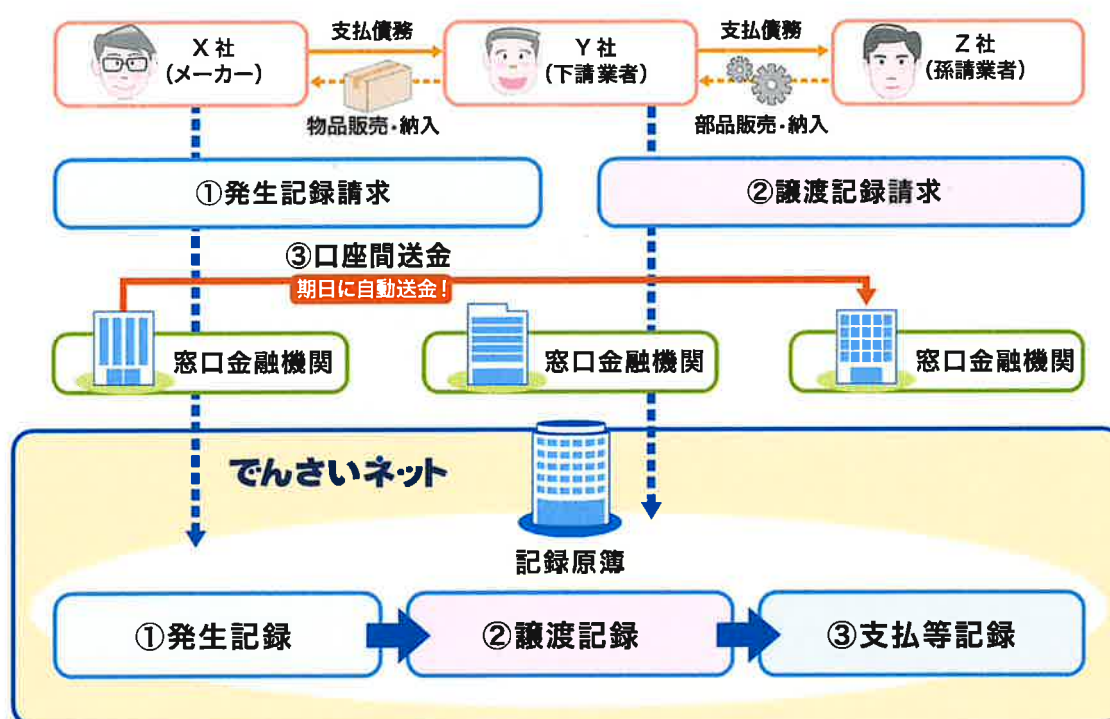 X社
(メーカー)
支払債務
物品販売・納入
Y社
(下請業者)
支払債務
部品販売・納入
Z社
(孫請業者)
①発生記録請求
②譲渡記録請求
③口座間送金
期日に自動送金!
窓口金融機関
窓口金融機関
窓口金融機関
でんさいネット
記録原簿
①発生記録
②譲渡記録
③支払等記録